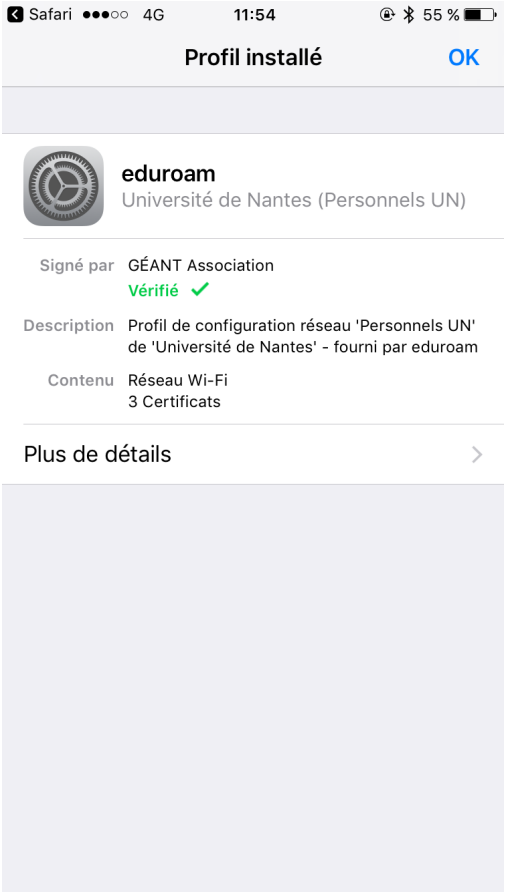 Safari 4G 11:54 55 %
Profil installé OK
eduroam
Université de Nantes (Personnels UN)
Signé par GÉANT Association
Vérifié
Description Profil de configuration réseau 'Personnels UN'
de 'Université de Nantes' - fourni par eduroam
Contenu Réseau Wi-Fi
3 Certificats
Plus de détails